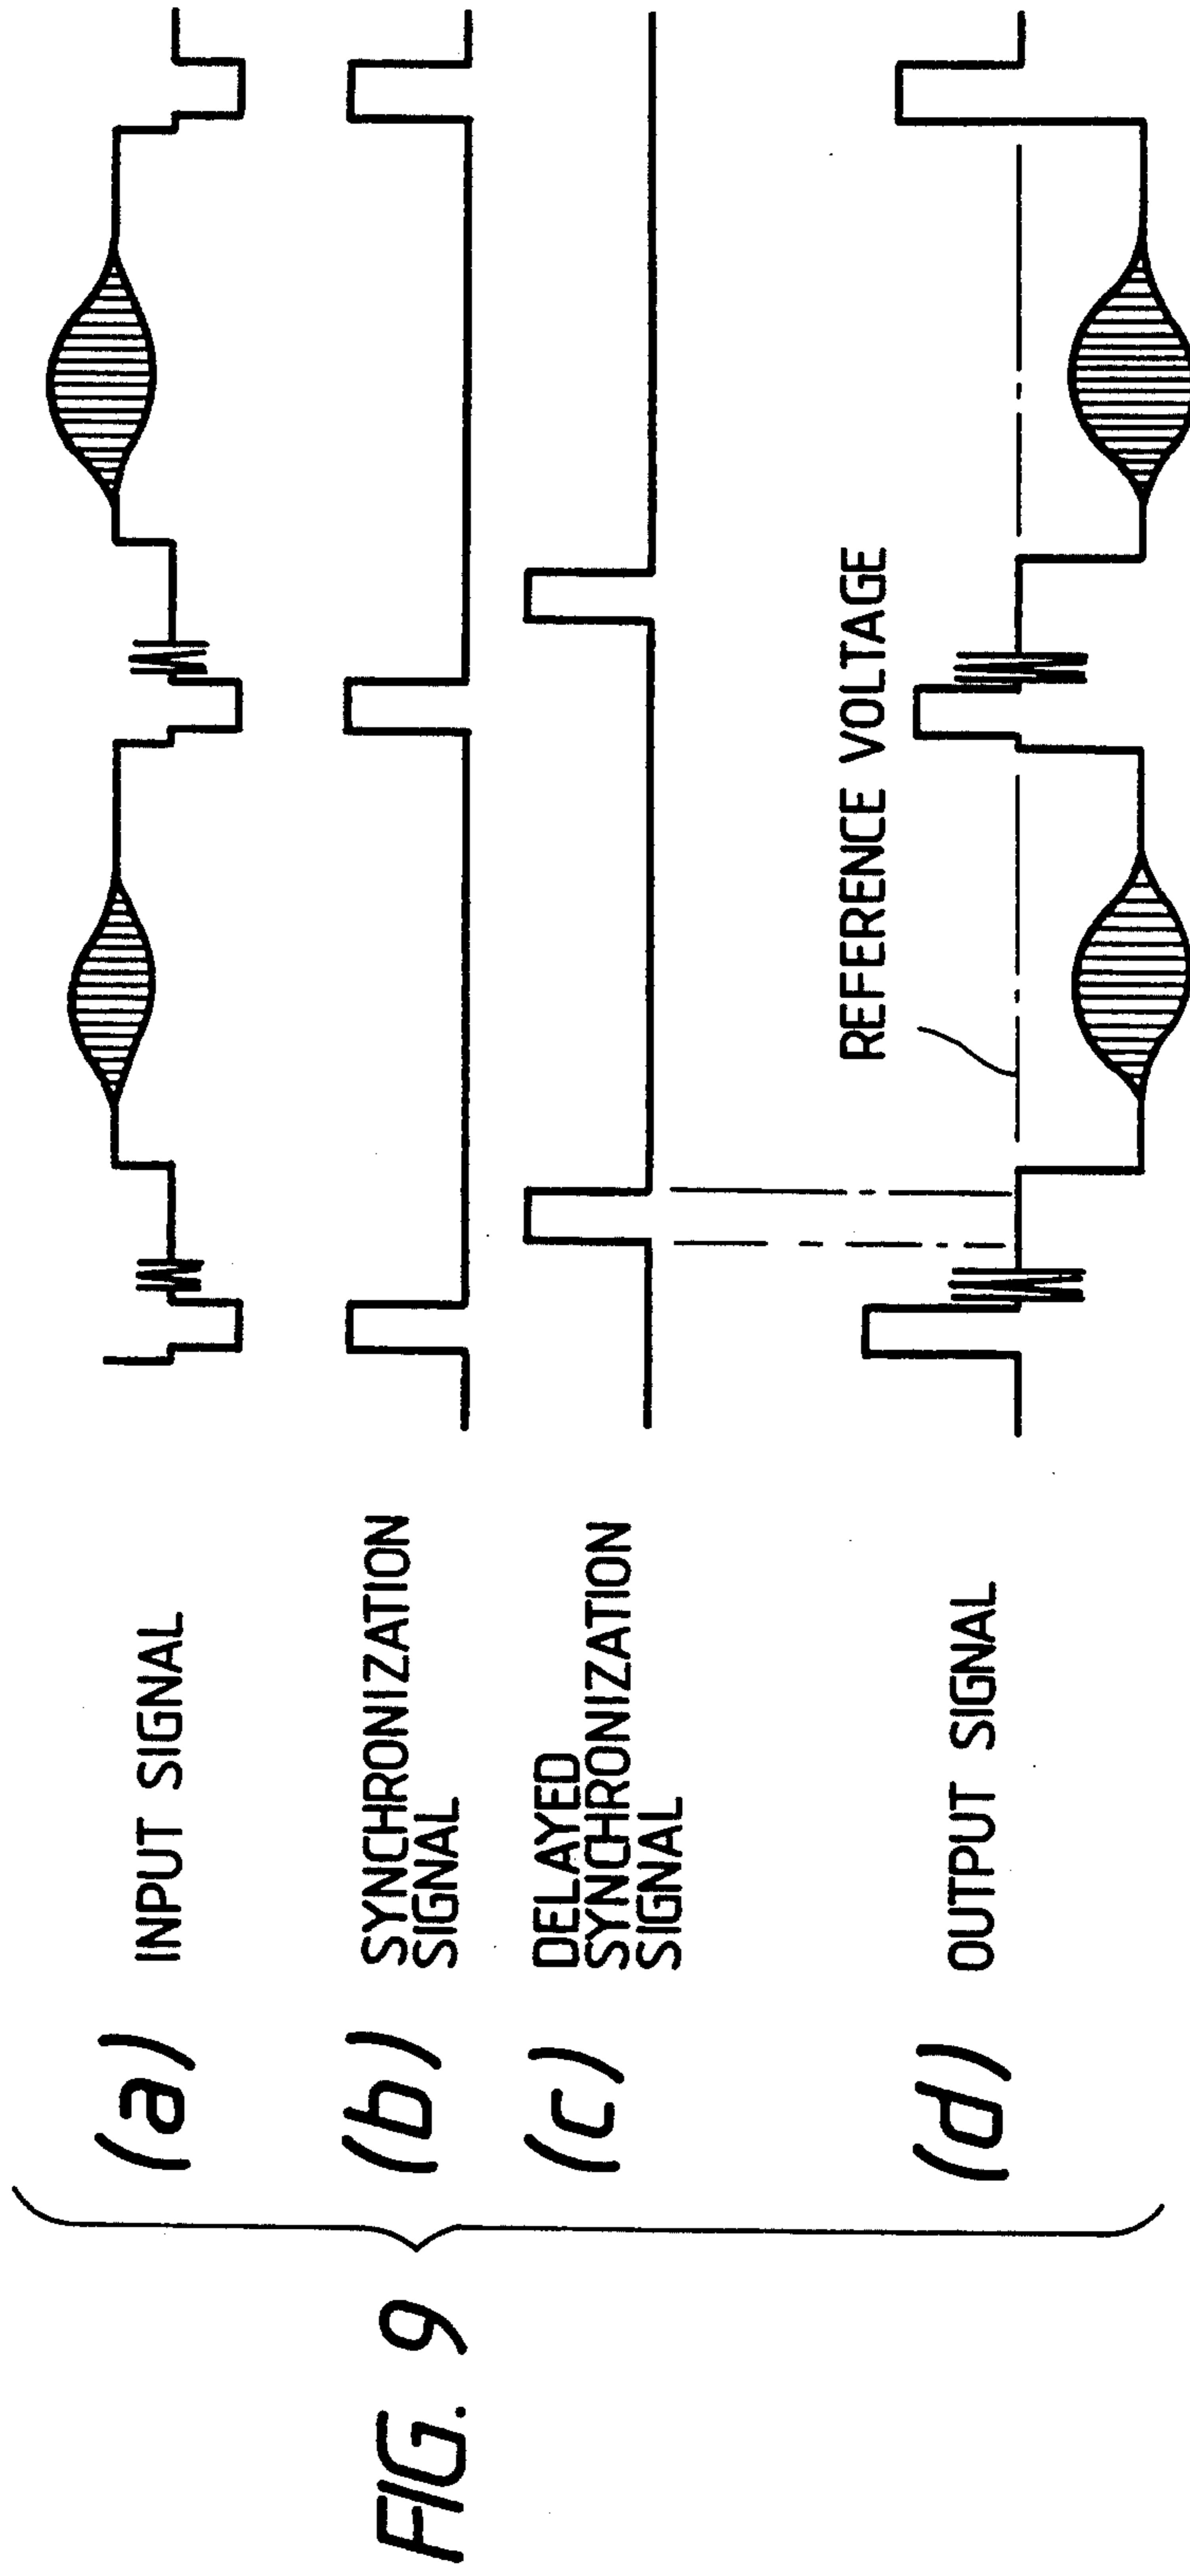 FIG. 9
(a) INPUT SIGNAL
(b) SYNCHRONIZATION
SIGNAL
(c) DELAYED
SYNCHRONIZATION
SIGNAL
REFERENCE VOLTAGE
(d) OUTPUT SIGNAL